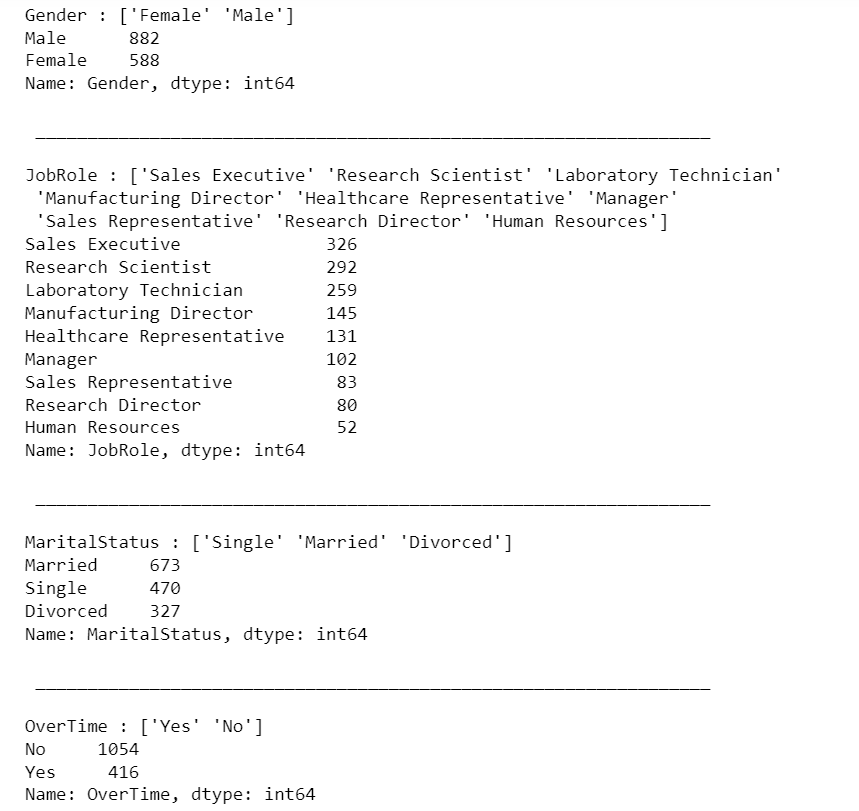 Gender : ['Female' 'Male']
Male      882
Female    588
Name: Gender, dtype: int64
_________________________________________________________________
JobRole : ['Sales Executive' 'Research Scientist' 'Laboratory Technician'
 'Manufacturing Director' 'Healthcare Representative' 'Manager'
 'Sales Representative' 'Research Director' 'Human Resources']
Sales Executive              326
Research Scientist           292
Laboratory Technician        259
Manufacturing Director       145
Healthcare Representative    131
Manager                      102
Sales Representative          83
Research Director             80
Human Resources               52
Name: JobRole, dtype: int64
_________________________________________________________________
MaritalStatus : ['Single' 'Married' 'Divorced']
Married     673
Single      470
Divorced    327
Name: MaritalStatus, dtype: int64
_________________________________________________________________
OverTime : ['Yes' 'No']
No     1054
Yes     416
Name: OverTime, dtype: int64